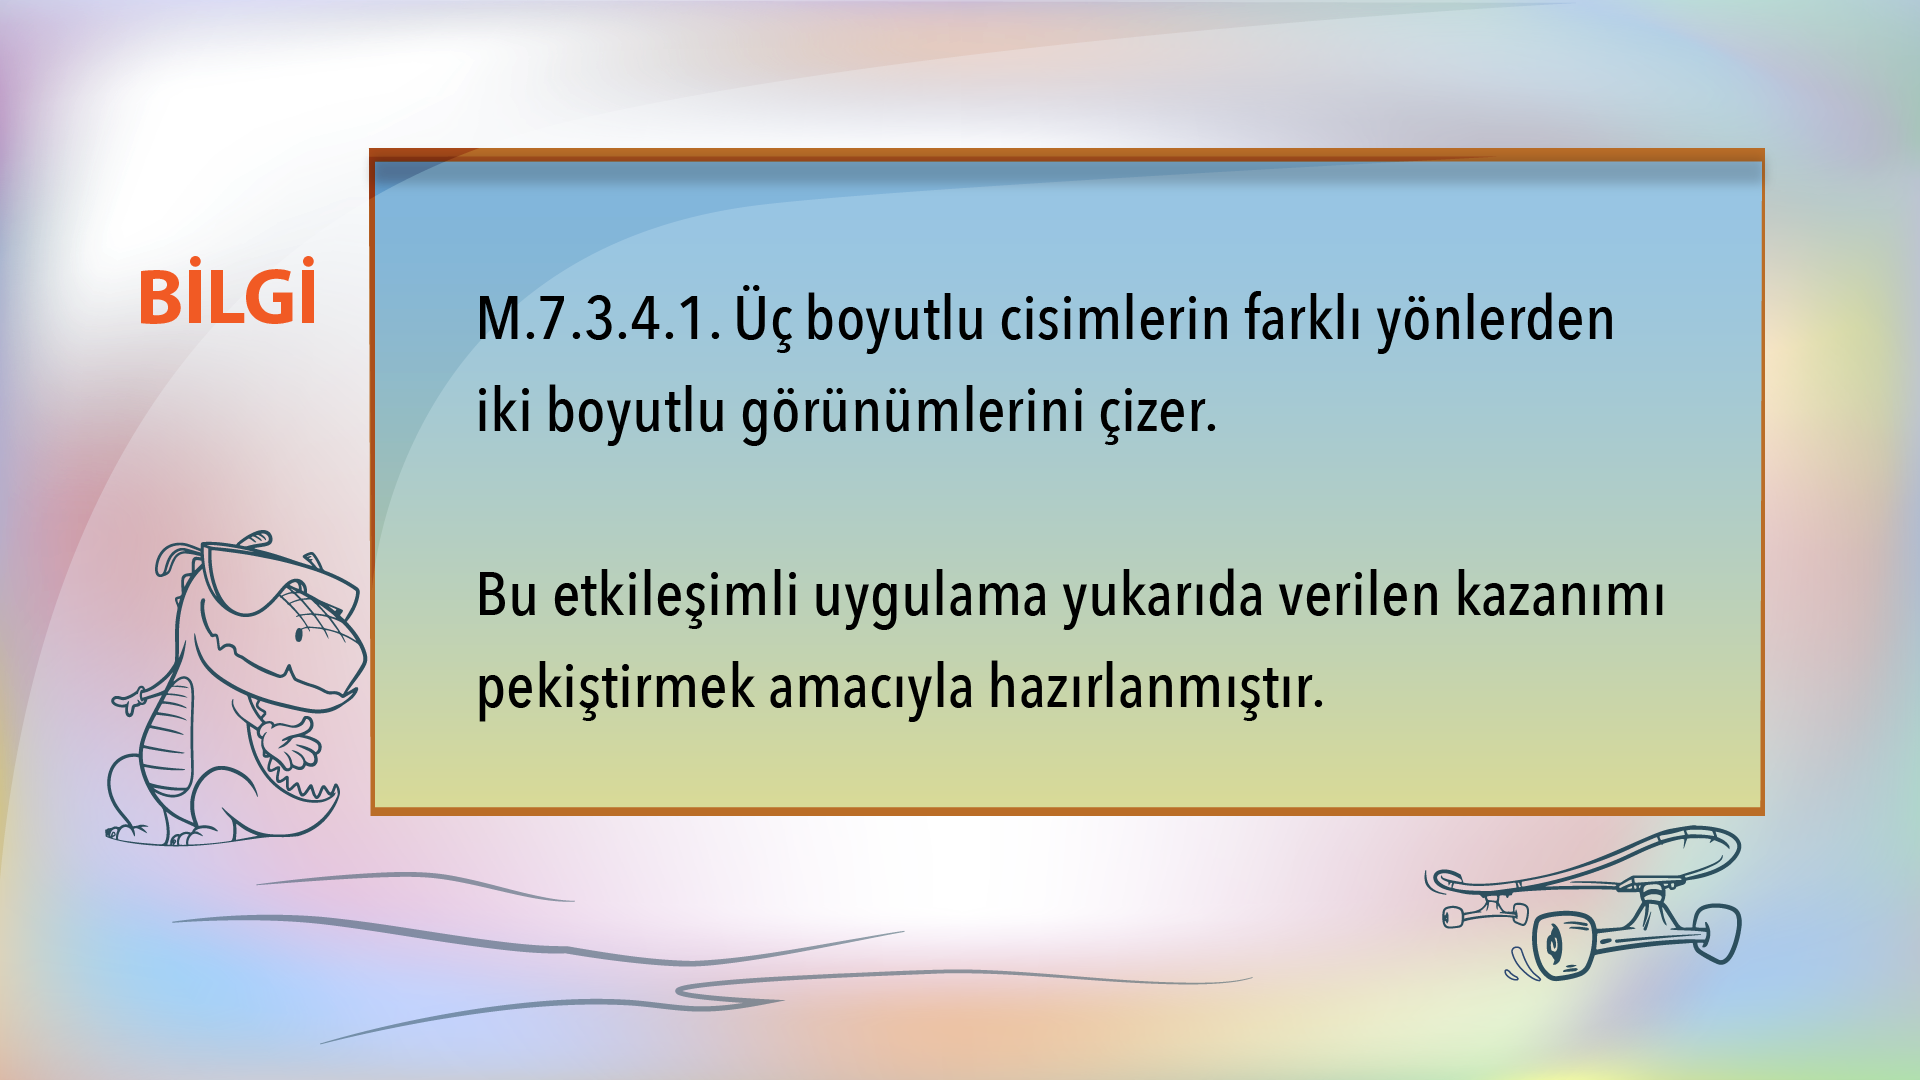 BİLGİ
M.7.3.4.1. Üç boyutlu cisimlerin farklı yönlerden
iki boyutlu görünümlerini çizer.
Bu etkileşimli uygulama yukarıda verilen kazanımı
pekiştirmek amacıyla hazırlanmıştır.